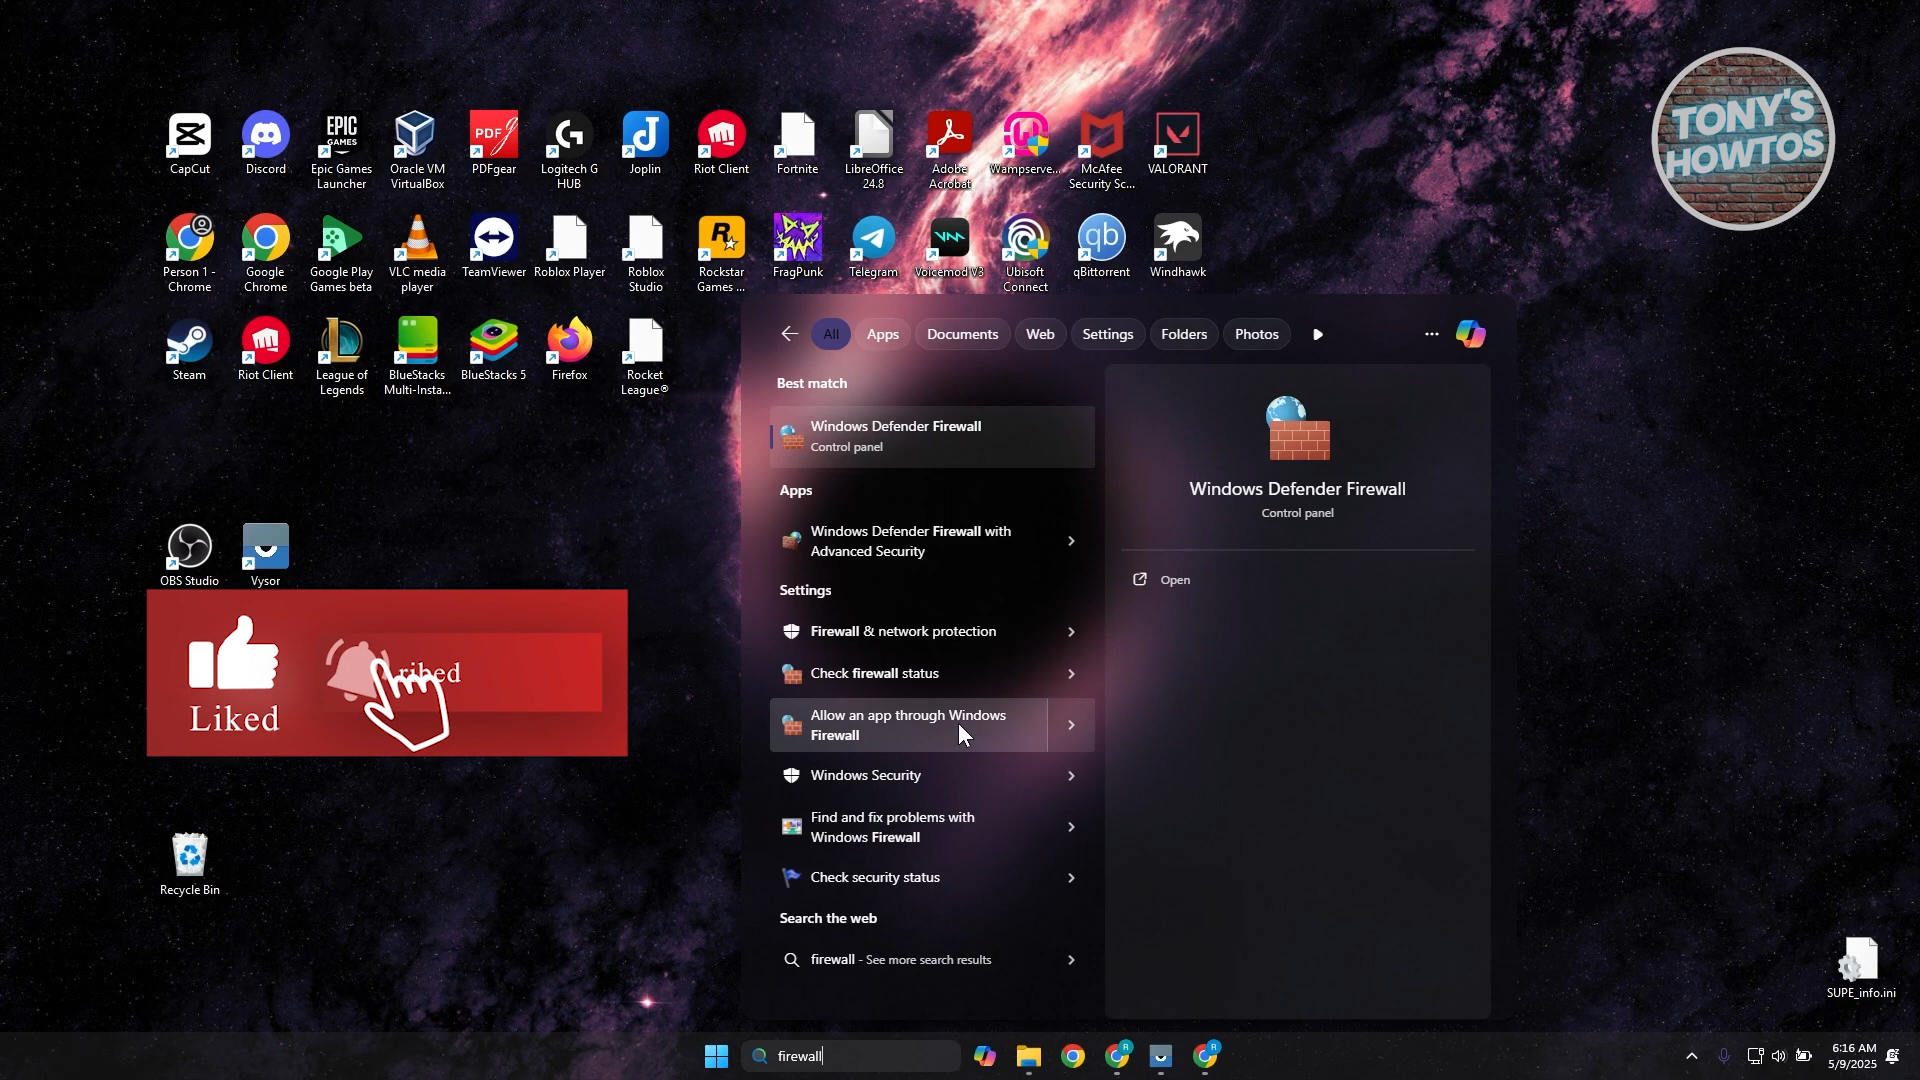 TONY'S
HOWTOS
CapCut
Discord
EPIC
GAMES
Epic Games
Launcher
Oracle VM
VirtualBox
PDF
PDFgear
Logitech G
HUB
Joplin
Riot Client
Fortnite
LibreOffice
24.8
Adobe
Acrobat
Wampserve...
McAfee
Security Sc...
VALORANT
Person 1 -
Chrome
Google
Chrome
Google Play
Games beta
VLC media
player
TeamViewer
Roblox Player
Roblox
Studio
Rockstar
Games ...
FragPunk
Telegram
Voicemod V3
Ubisoft
Connect
qb
qBittorrent
Windhawk
Steam
Riot Client
League of
Legends
BlueStacks
Multi-Insta...
BlueStacks 5
Firefox
Rocket
League®
OBS Studio
Vysor
Liked
ribed
Recycle Bin
All
Apps
Documents
Web
Settings
Folders
Photos
Best match
Windows Defender Firewall
Control panel
Apps
Windows Defender Firewall with
Advanced Security
Settings
Firewall & network protection
Check firewall status
Allow an app through Windows
Firewall
Windows Security
Find and fix problems with
Windows Firewall
Check security status
Search the web
firewall - See more search results
Windows Defender Firewall
Control panel
Open
SUPE_info.ini
firewall
R
R
6:16 AM
5/9/2025